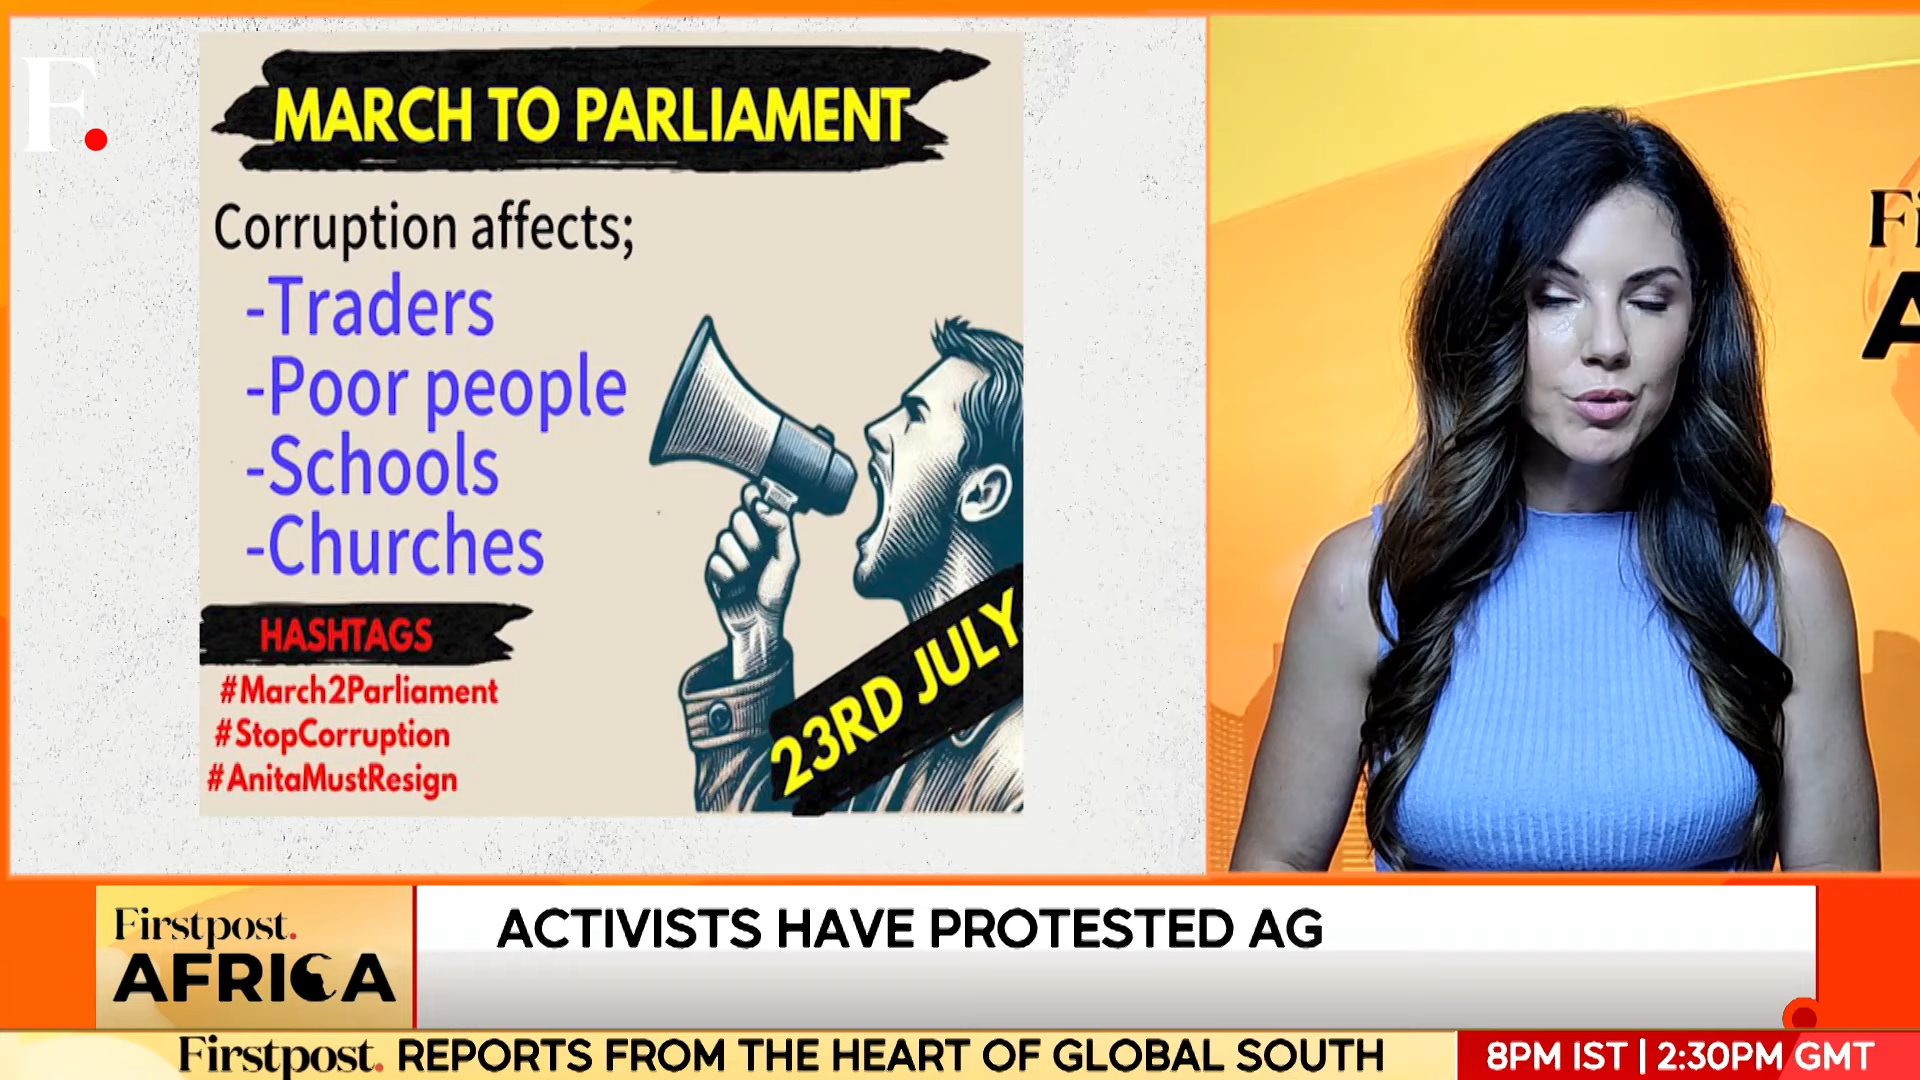 F.
MARCH TO PARLIAMENT
Corruption affects;
-Traders
-Poor people
-Schools
-Churches
HASHTAGS
#March2Parliament
#StopCorruption
#AnitaMustResign
23RD JULY
Fi
A
Firstpost.
AFRICA
ACTIVISTS HAVE PROTESTED AG
Firstpost. REPORTS FROM THE HEART OF GLOBAL SOUTH
8PM IST | 2:30PM GMT